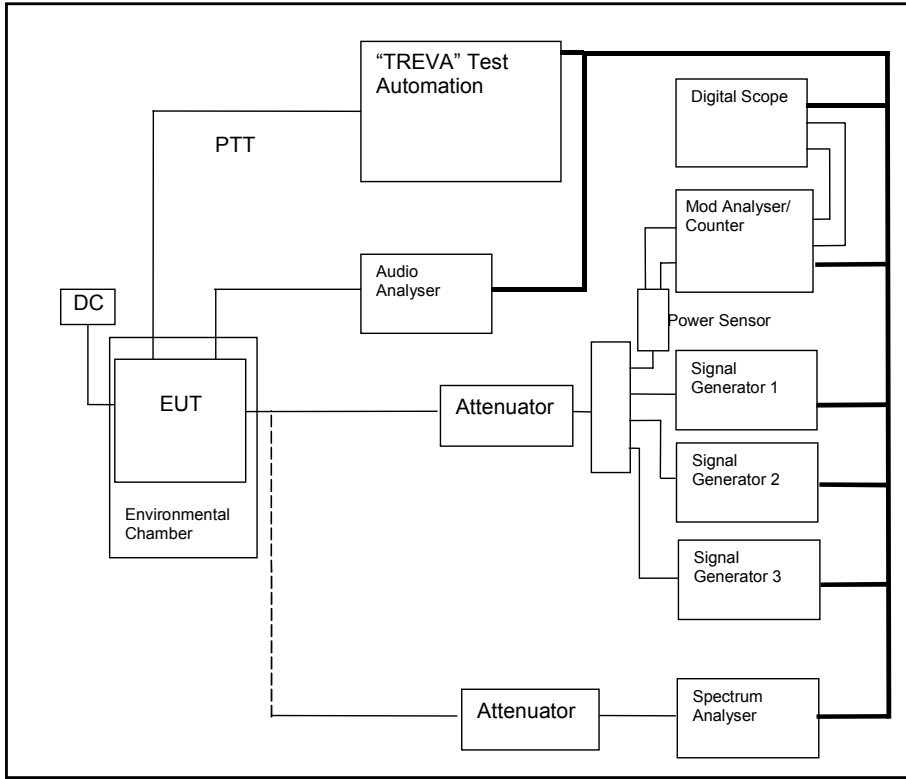 “TREVA” Test
Automation
Digital Scope
PTT
Mod Analyser/
Counter
Audio
Analyser
DC
Power Sensor
EUT
Attenuator
Signal
Generator 1
Signal
Generator 2
Environmental
Chamber
Signal
Generator 3
Attenuator
Spectrum
Analyser